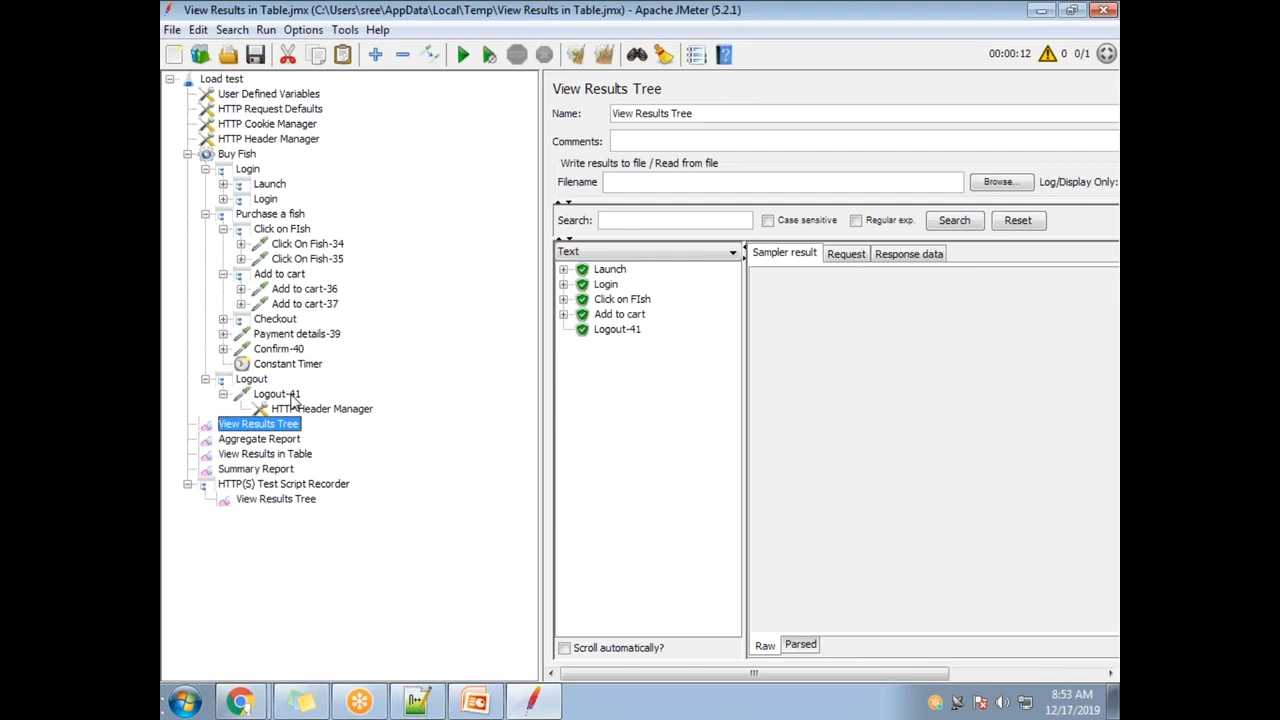 View Results in Table.jmx (C:\Users\sree\AppData\Local\Temp\View Results in Table.jmx) - Apache JMeter (5.2.1)
File Edit Search Run Options Tools Help
00:00:12 0 0/1
Load test
User Defined Variables
HTTP Request Defaults
HTTP Cookie Manager
HTTP Header Manager
Buy Fish
Login
Launch
Login
Purchase a fish
Click on FIsh
Click On Fish-34
Click On Fish-35
Add to cart
Add to cart-36
Add to cart-37
Checkout
Payment details-39
Confirm-40
Constant Timer
Logout
Logout-41
HTTP Header Manager
View Results Tree
Aggregate Report
View Results in Table
Summary Report
HTTP(S) Test Script Recorder
View Results Tree
View Results Tree
Name: View Results Tree
Comments:
Write results to file / Read from file
Filename Browse... Log/Display Only:
Search: Case sensitive Regular exp. Search Reset
Text
Launch
Login
Click on FIsh
Add to cart
Logout-41
Scroll automatically?
Sampler result Request Response data
Raw Parsed
8:53 AM
12/17/2019